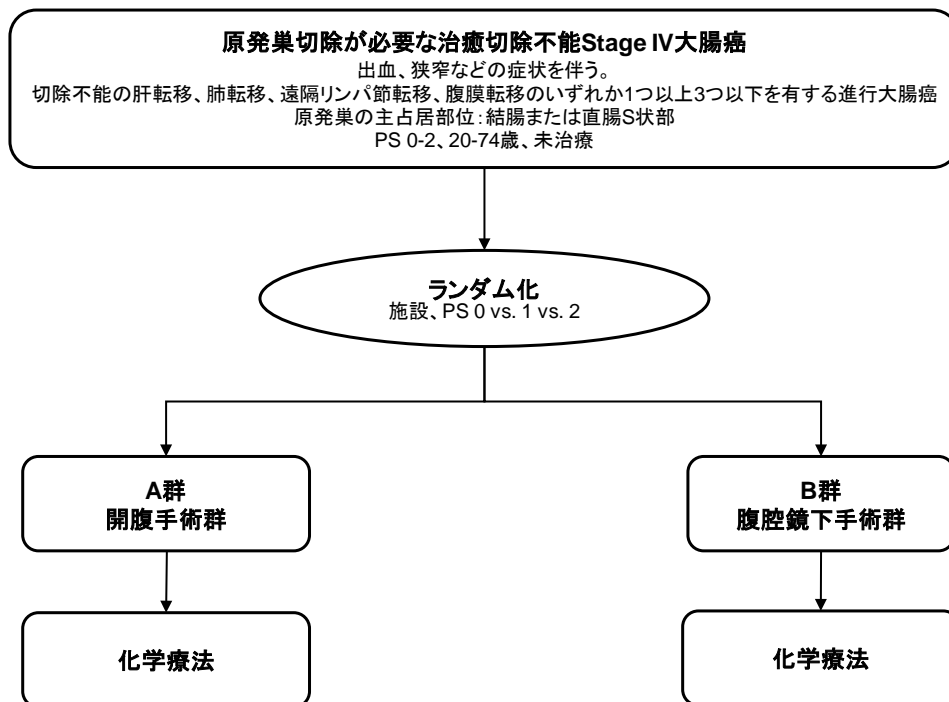 原発巣切除が必要な治癒切除不能Stage IV大腸癌
出血、狭窄などの症状を伴う。
切除不能の肝転移、肺転移、遠隔リンパ節転移、腹膜転移のいずれか1つ以上3つ以下を有する進行大腸癌
原発巣の主占居部位：結腸または直腸S状部
PS 0-2、20-74歳、未治療
ランダム化
施設、PS 0 vs. 1 vs. 2
A群
開腹手術群
B群
腹腔鏡下手術群
化学療法
化学療法